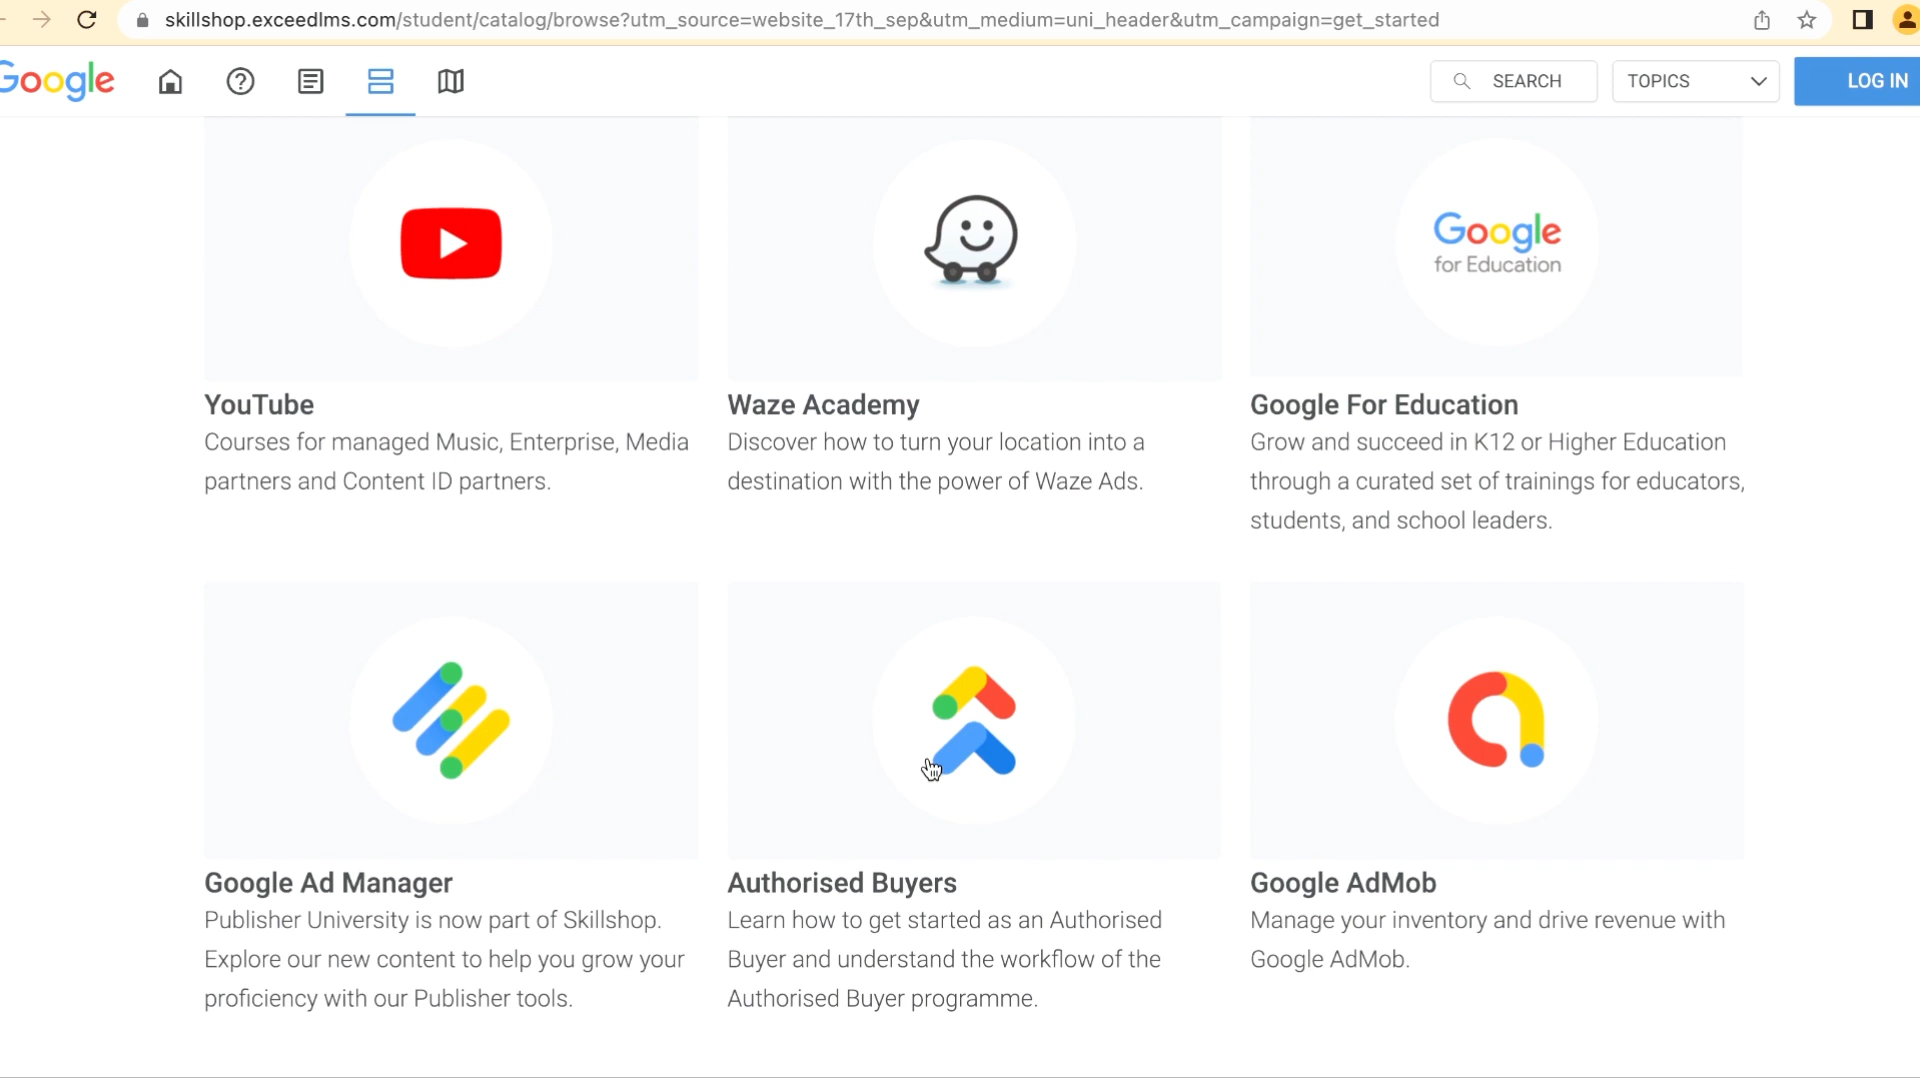 skillshop.exceedlms.com/student/catalog/browse?utm_source=website_17th_sep&utm_medium=uni_header&utm_campaign=get_started
Google
SEARCH
TOPICS
LOG IN
Google
for Education
YouTube
Courses for managed Music, Enterprise, Media
partners and Content ID partners.
Waze Academy
Discover how to turn your location into a
destination with the power of Waze Ads.
Google For Education
Grow and succeed in K12 or Higher Education
through a curated set of trainings for educators,
students, and school leaders.
Google Ad Manager
Publisher University is now part of Skillshop.
Explore our new content to help you grow your
proficiency with our Publisher tools.
Authorised Buyers
Learn how to get started as an Authorised
Buyer and understand the workflow of the
Authorised Buyer programme.
Google AdMob
Manage your inventory and drive revenue with
Google AdMob.